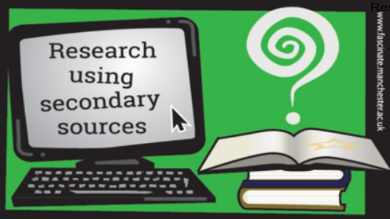 Research
using
secondary
sources
www.fascinate.manchester.ac.uk